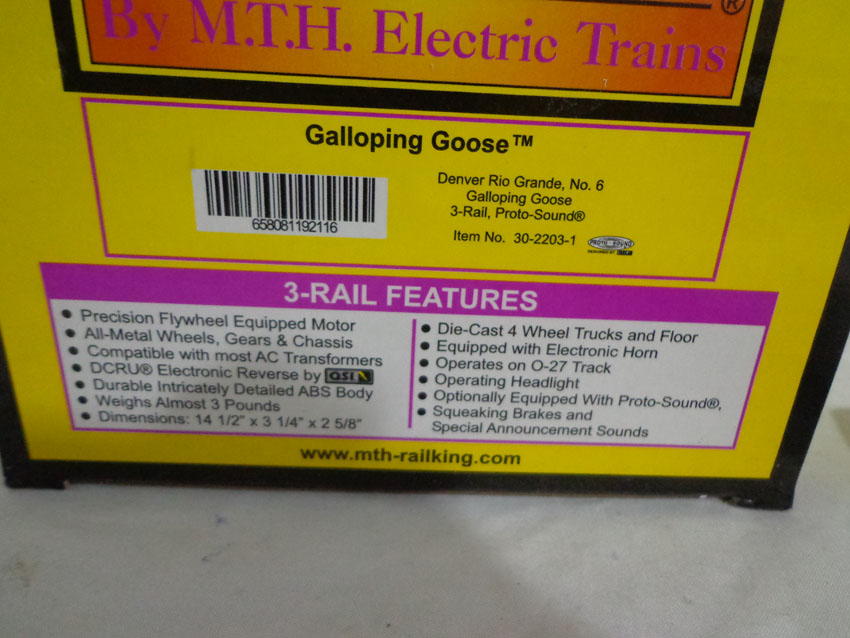 ®
By M.T.H. Electric Trains
Galloping Goose™
658081192116
Denver Rio Grande, No. 6
Galloping Goose
3-Rail, Proto-Sound®
Item No. 30-2203-1
PROTO SOUND
3-RAIL FEATURES
• Precision Flywheel Equipped Motor
• All-Metal Wheels, Gears & Chassis
• Compatible with most AC Transformers
• DCRU® Electronic Reverse by QSI
• Durable Intricately Detailed ABS Body
• Weighs Almost 3 Pounds
• Dimensions: 14 1/2" x 3 1/4" x 2 5/8"
• Die-Cast 4 Wheel Trucks and Floor
• Equipped with Electronic Horn
• Operates on O-27 Track
• Operating Headlight
• Optionally Equipped With Proto-Sound®,
• Squeaking Brakes and
Special Announcement Sounds
www.mth-railking.com